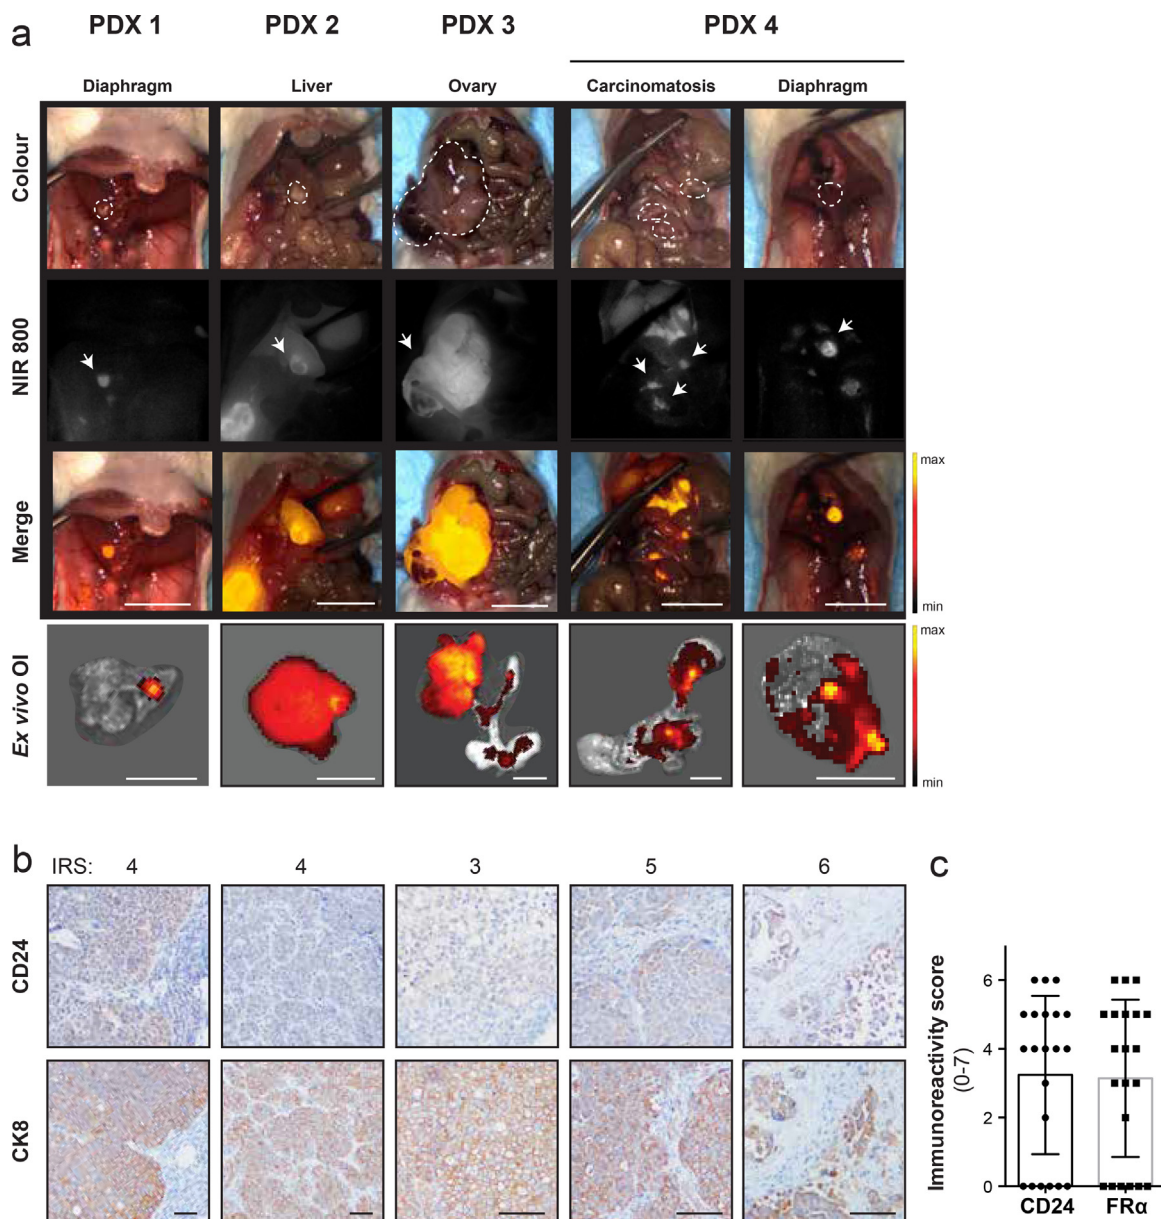 a
PDX 1 PDX 2 PDX 3 PDX 4
Diaphragm Liver Ovary Carcinomatosis Diaphragm
Colour
NIR 800
Merge
max
min
Ex vivo OI
max
min
b
IRS: 4 4 3 5 6
CD24
CK8
c
Immunoreactivity score
(0-7)
6
4
2
0
CD24 FRα